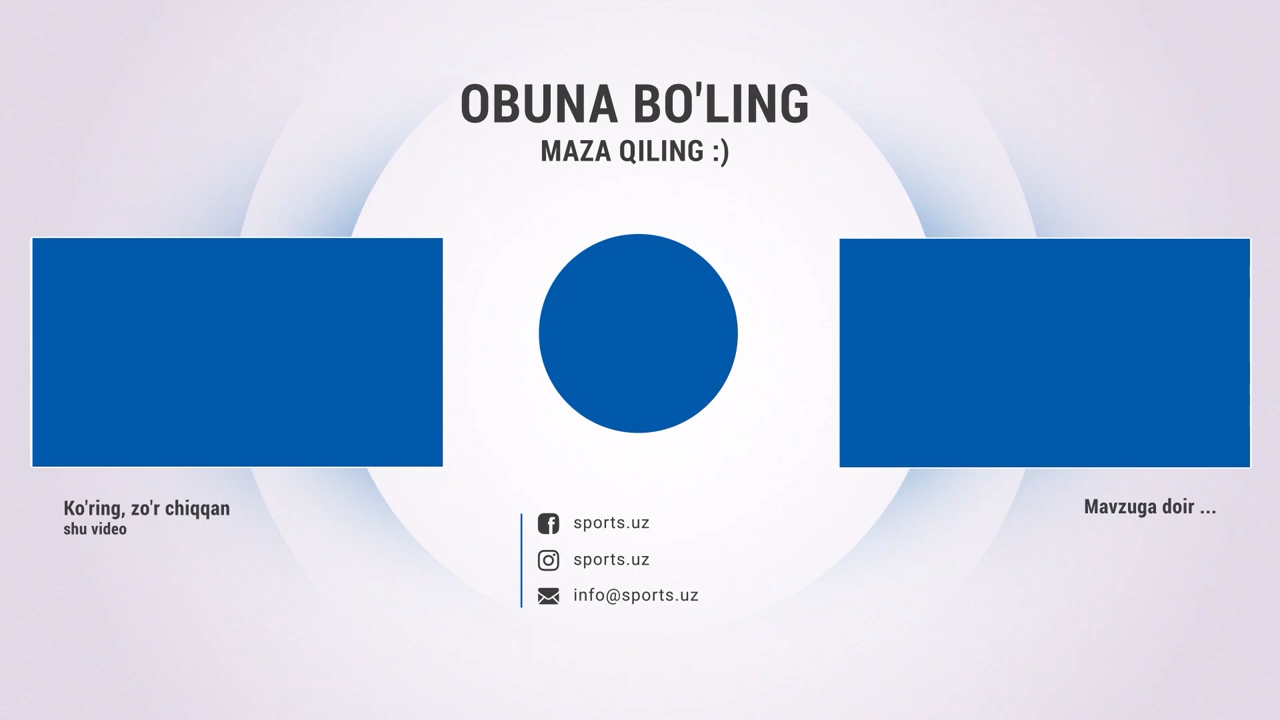 OBUNA BO'LING
MAZA QILING :)
Ko'ring, zo'r chiqqan
shu video
Mavzuga doir ...
sports.uz
sports.uz
info@sports.uz